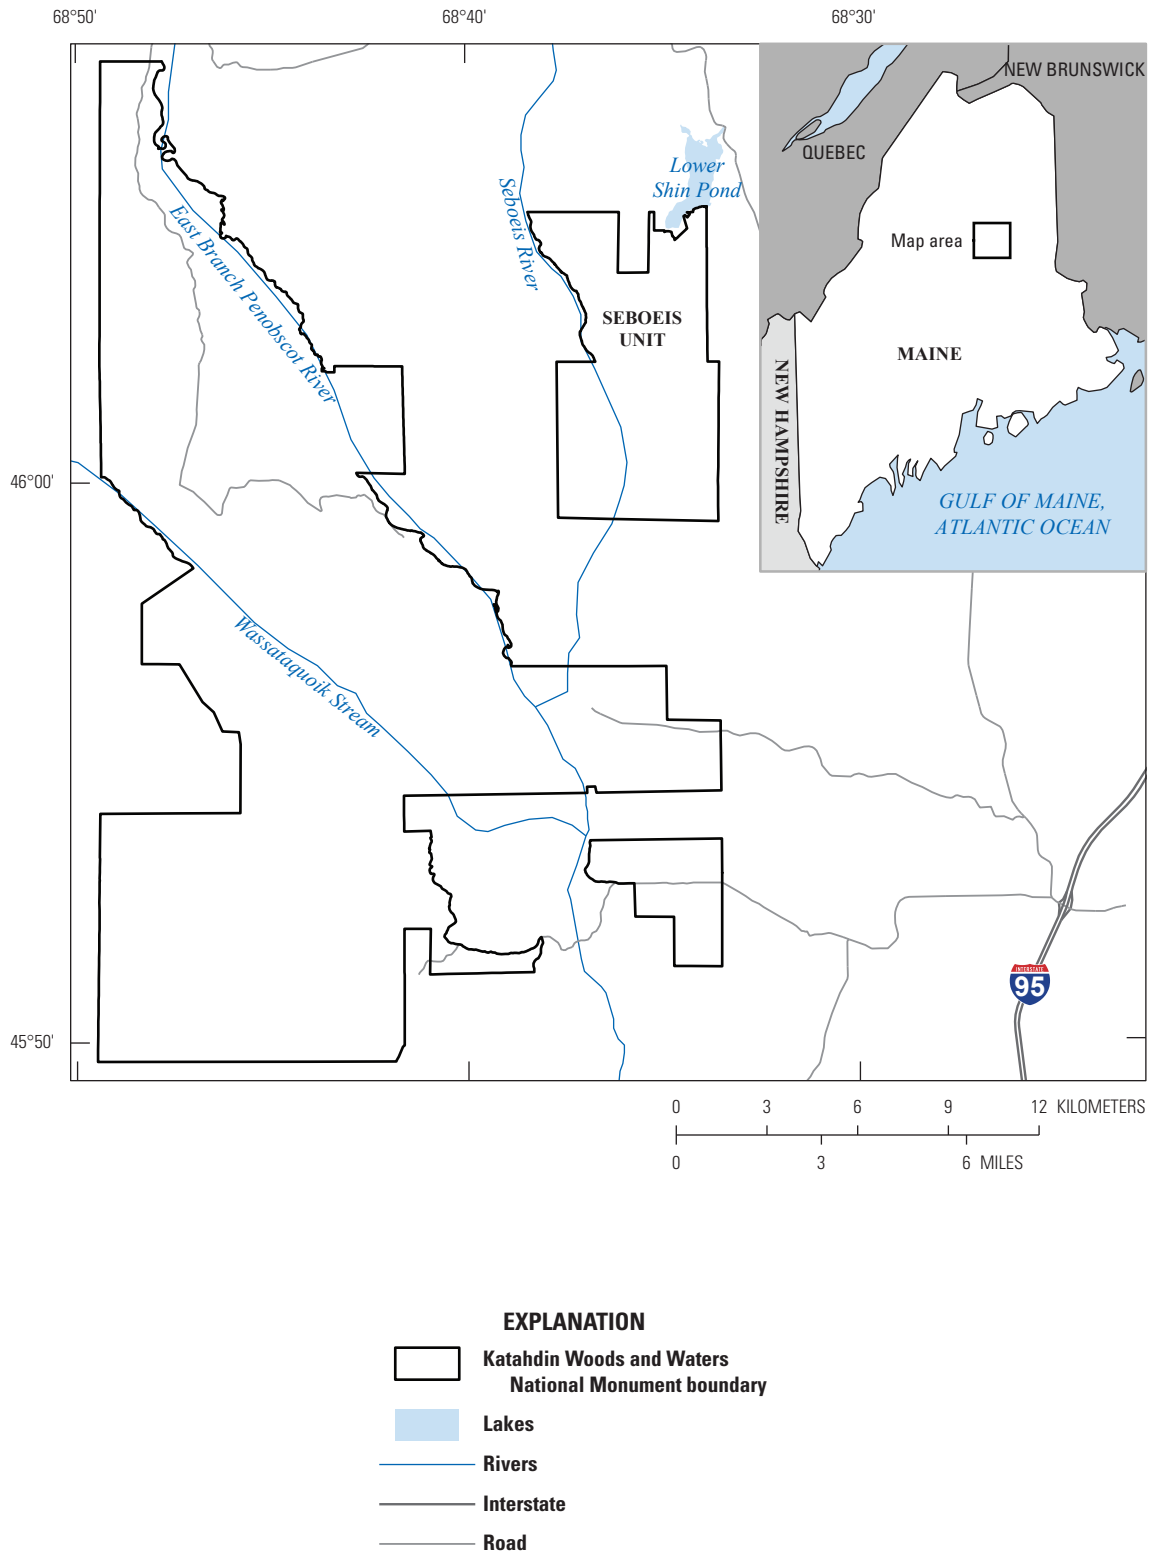 68°50'
68°40'
68°30'
NEW BRUNSWICK
QUEBEC
Lower
Shin Pond
Seboeis River
East Branch Penobscot River
Map area
SEBOEIS
UNIT
MAINE
NEW HAMPSHIRE
46°00'
GULF OF MAINE,
ATLANTIC OCEAN
Wassataquoik Stream
INTERSTATE
95
45°50'
0 3 6 9 12 KILOMETERS
0 3 6 MILES
EXPLANATION
Katahdin Woods and Waters
National Monument boundary
Lakes
Rivers
Interstate
Road